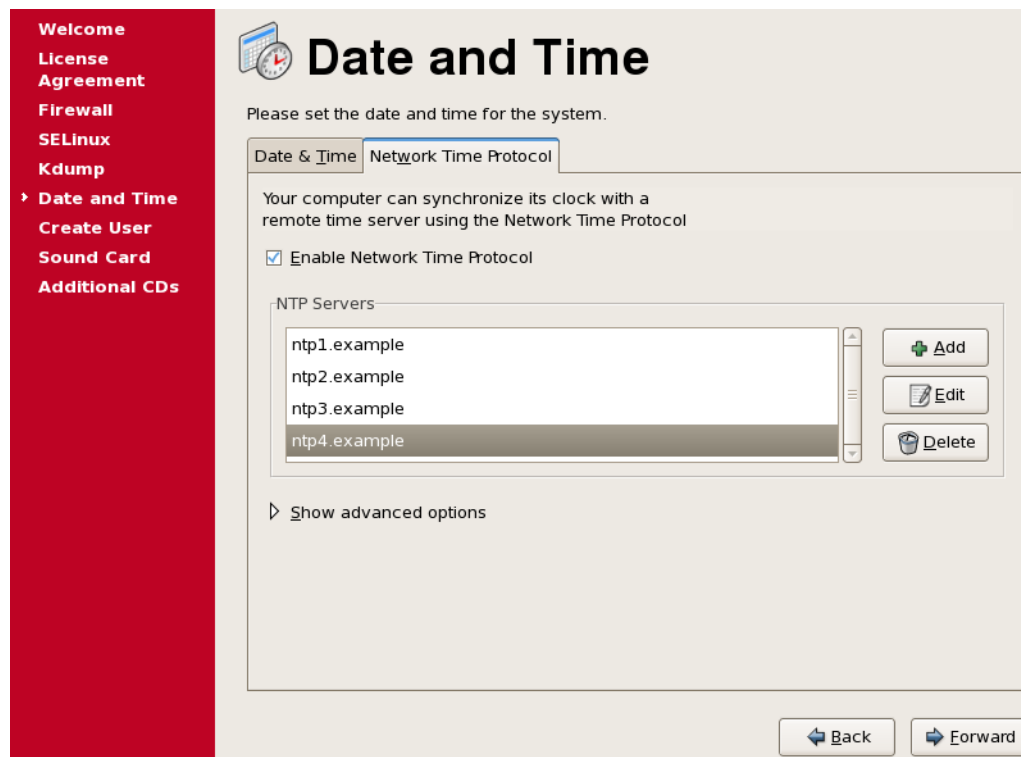 Welcome
License
Agreement
Firewall
SELinux
Kdump
Date and Time
Create User
Sound Card
Additional CDs
Date and Time
Please set the date and time for the system.
Date & Time
Network Time Protocol
Your computer can synchronize its clock with a
remote time server using the Network Time Protocol
Enable Network Time Protocol
NTP Servers
ntp1.example
ntp2.example
ntp3.example
ntp4.example
Add
Edit
Delete
Show advanced options
Back
Forward